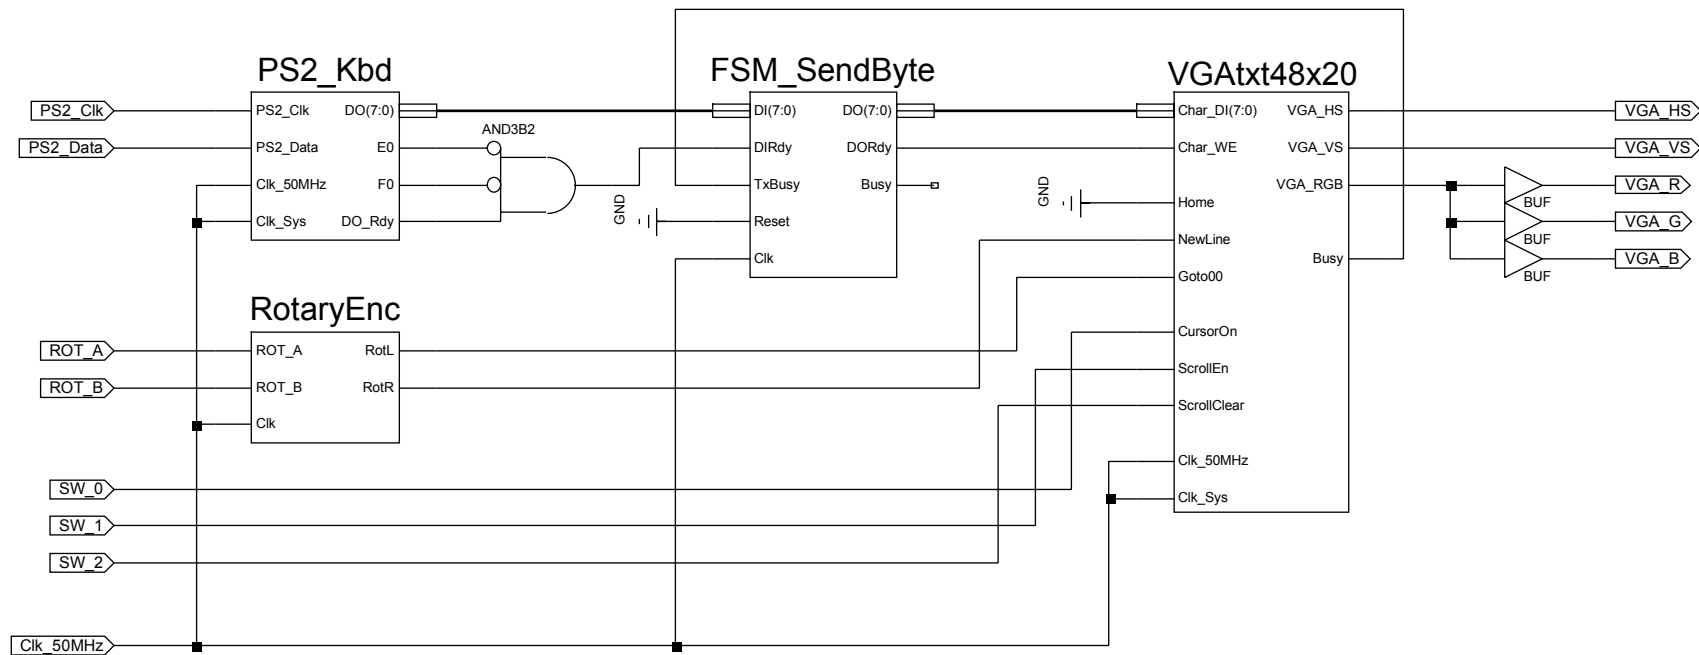 PS2_Kbd
FSM_SendByte
VGAtxt48x20
PS2_Clk
PS2_Clk
DO(7:0)
DI(7:0)
DO(7:0)
Char_DI(7:0)
VGA_HS
VGA_HS
AND3B2
PS2_Data
PS2_Data
E0
DIRdy
DORdy
Char_WE
VGA_VS
VGA_VS
Clk_50MHz
F0
TxBusy
Busy
VGA_RGB
VGA_R
BUF
GND
GND
Home
Clk_Sys
DO_Rdy
Reset
VGA_G
BUF
NewLine
Clk
Busy
VGA_B
BUF
Goto00
RotaryEnc
CursorOn
ROT_A
ROT_A
RotL
ScrollEn
ROT_B
ROT_B
RotR
ScrollClear
Clk
Clk_50MHz
SW_0
Clk_Sys
SW_1
SW_2
Clk_50MHz